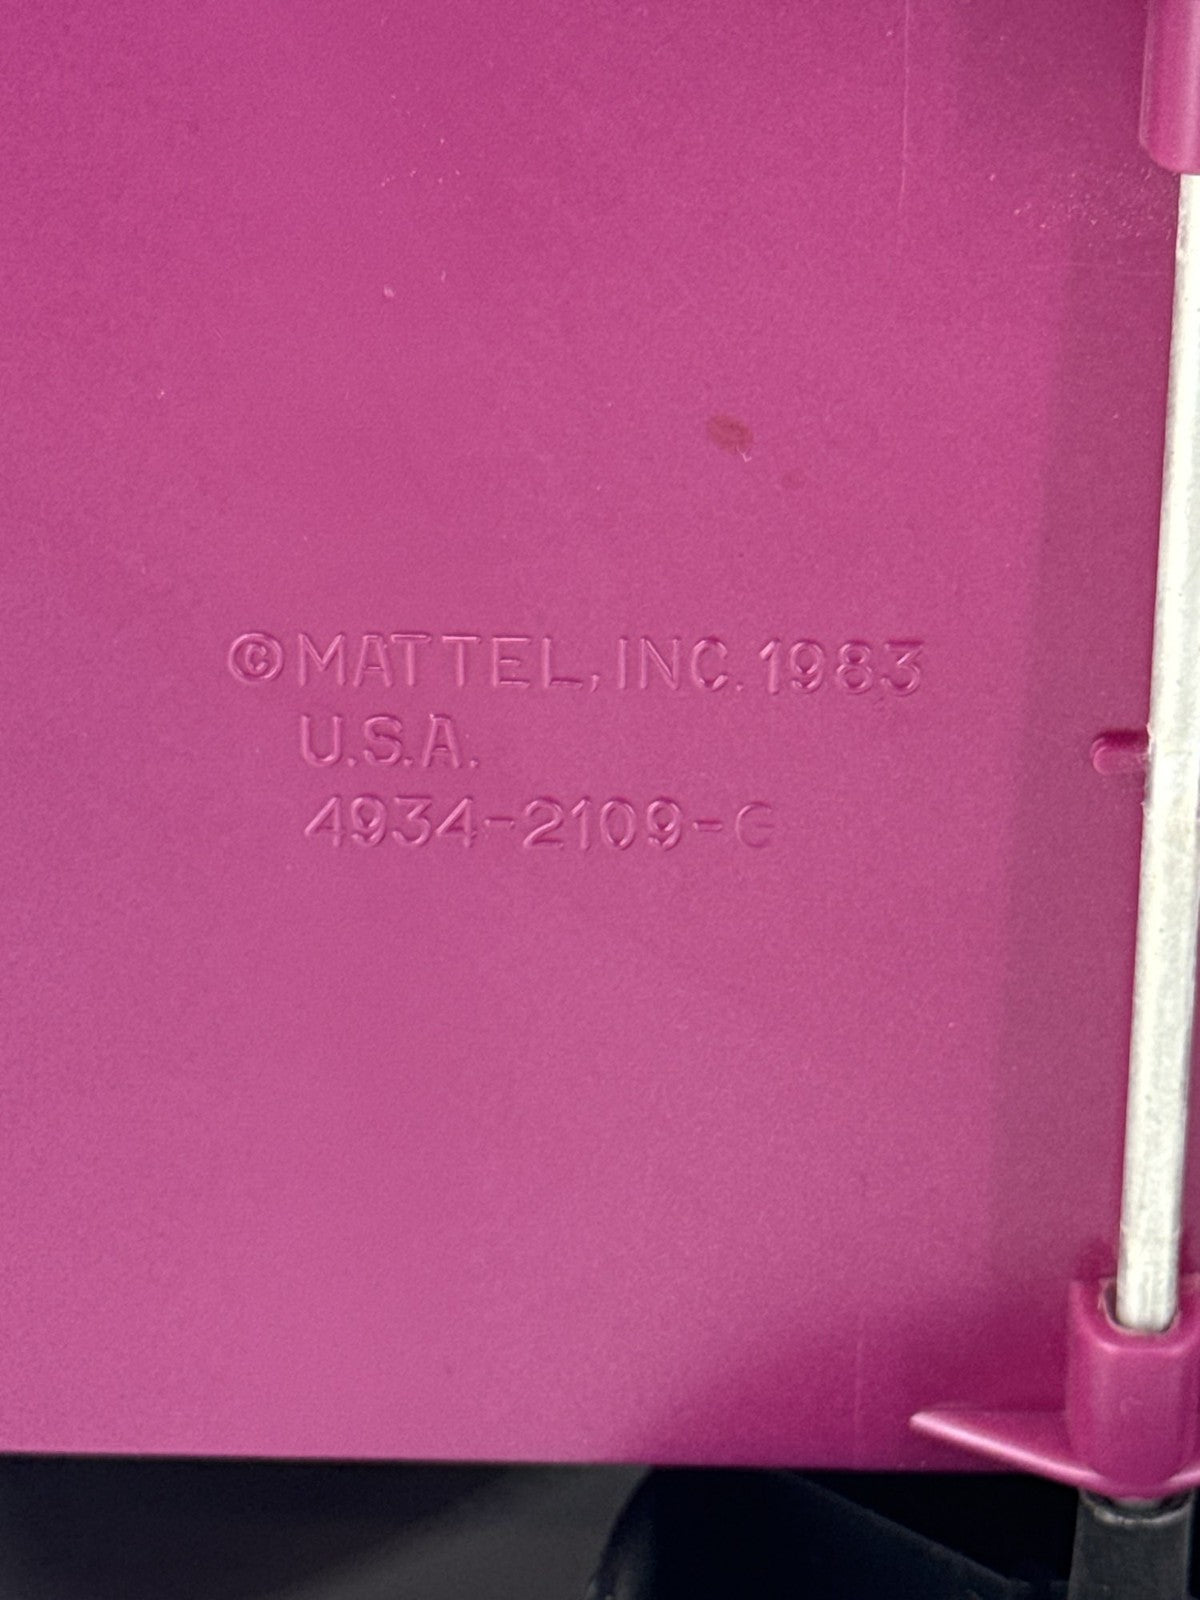 ©MATTEL, INC. 1983
U.S.A.
4934-2109-G